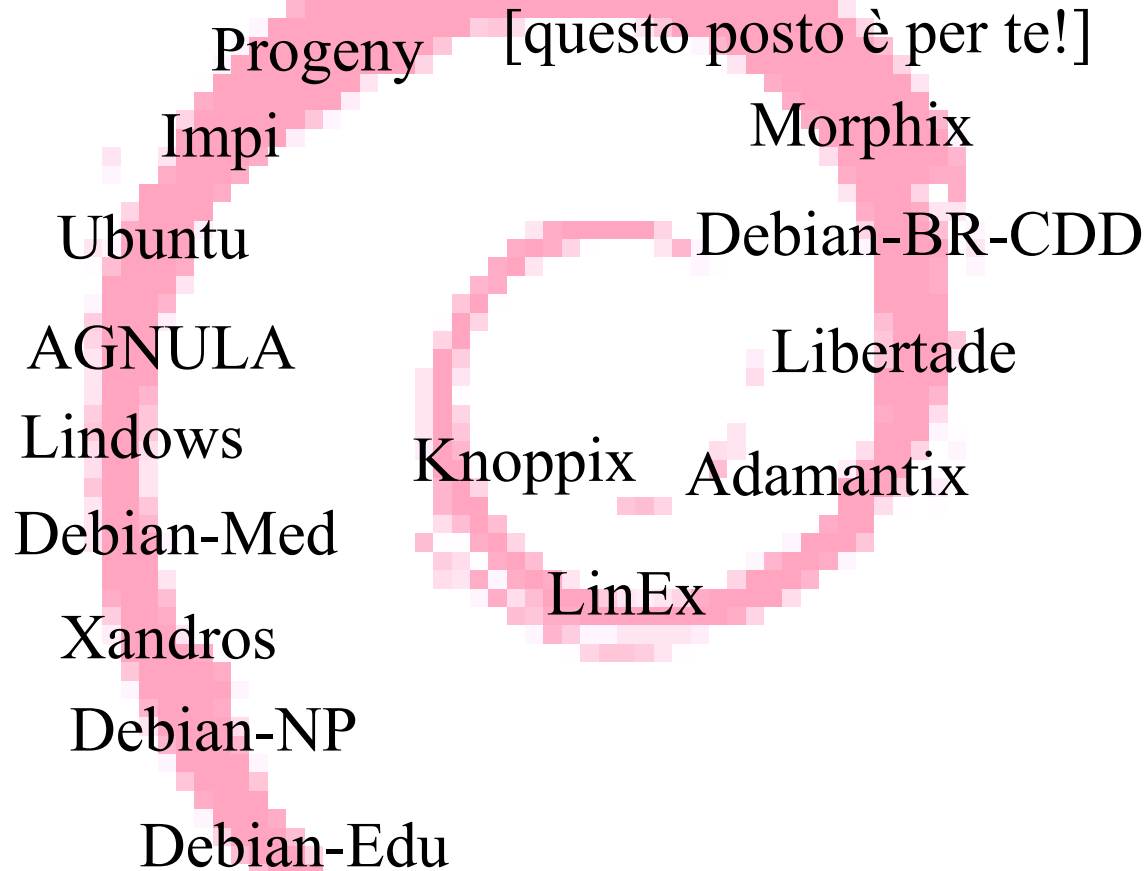 Progeny
[questo posto è per te!]
Impi
Morphix
Ubuntu
Debian-BR-CDD
AGNULA
Libertade
Lindows
Knoppix
Adamantix
Debian-Med
LinEx
Xandros
Debian-NP
Debian-Edu